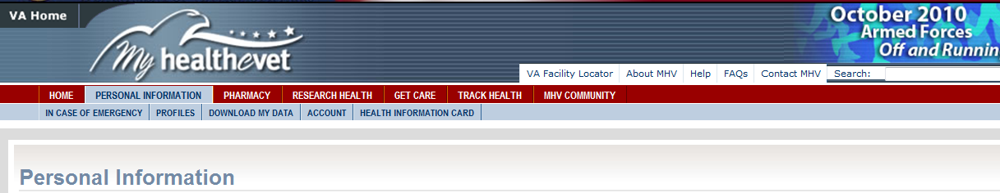 VA Home
My healthevet
October 2010
Armed Forces
Off and Runnin
VA Facility Locator About MHV Help FAQs Contact MHV Search:
HOME PERSONAL INFORMATION PHARMACY RESEARCH HEALTH GET CARE TRACK HEALTH MHV COMMUNITY
IN CASE OF EMERGENCY PROFILES DOWNLOAD MY DATA ACCOUNT HEALTH INFORMATION CARD
Personal Information